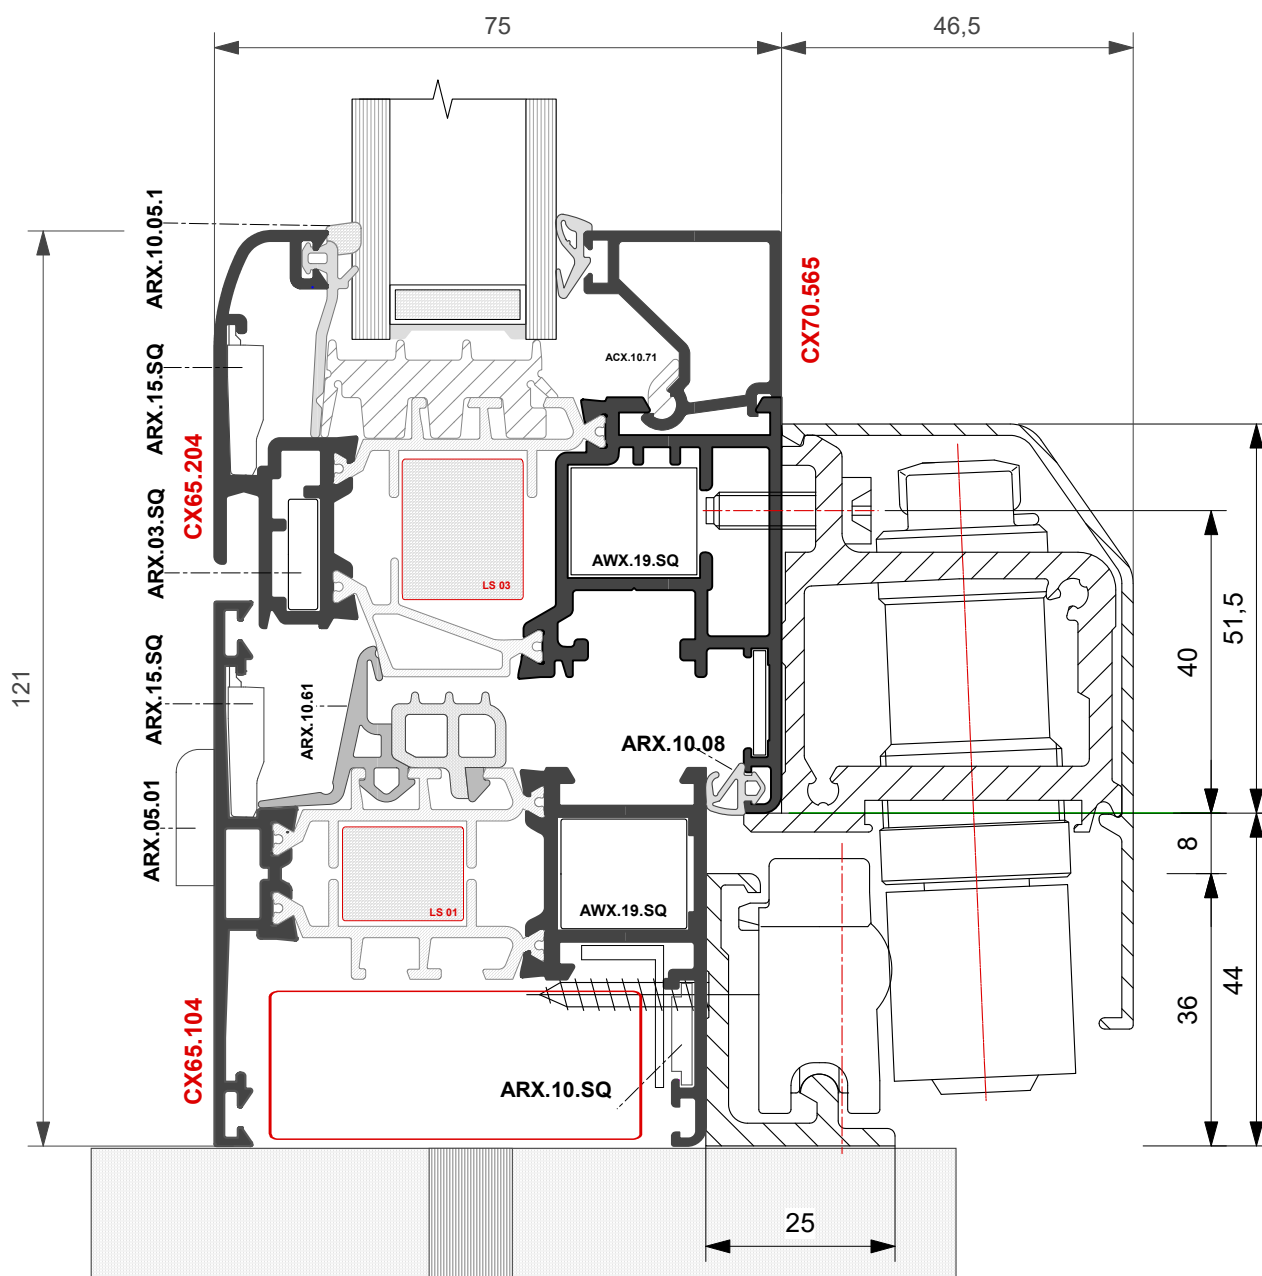 75
46,5
ARX.10.05.1
CX70.565
ARX.15.SQ
ACX.10.71
CX65.204
ARX.03.SQ
LS 03
AWX.19.SQ
40
51,5
121
ARX.15.SQ
ARX.10.61
ARX.10.08
ARX.05.01
8
LS 01
AWX.19.SQ
44
36
CX65.104
ARX.10.SQ
25